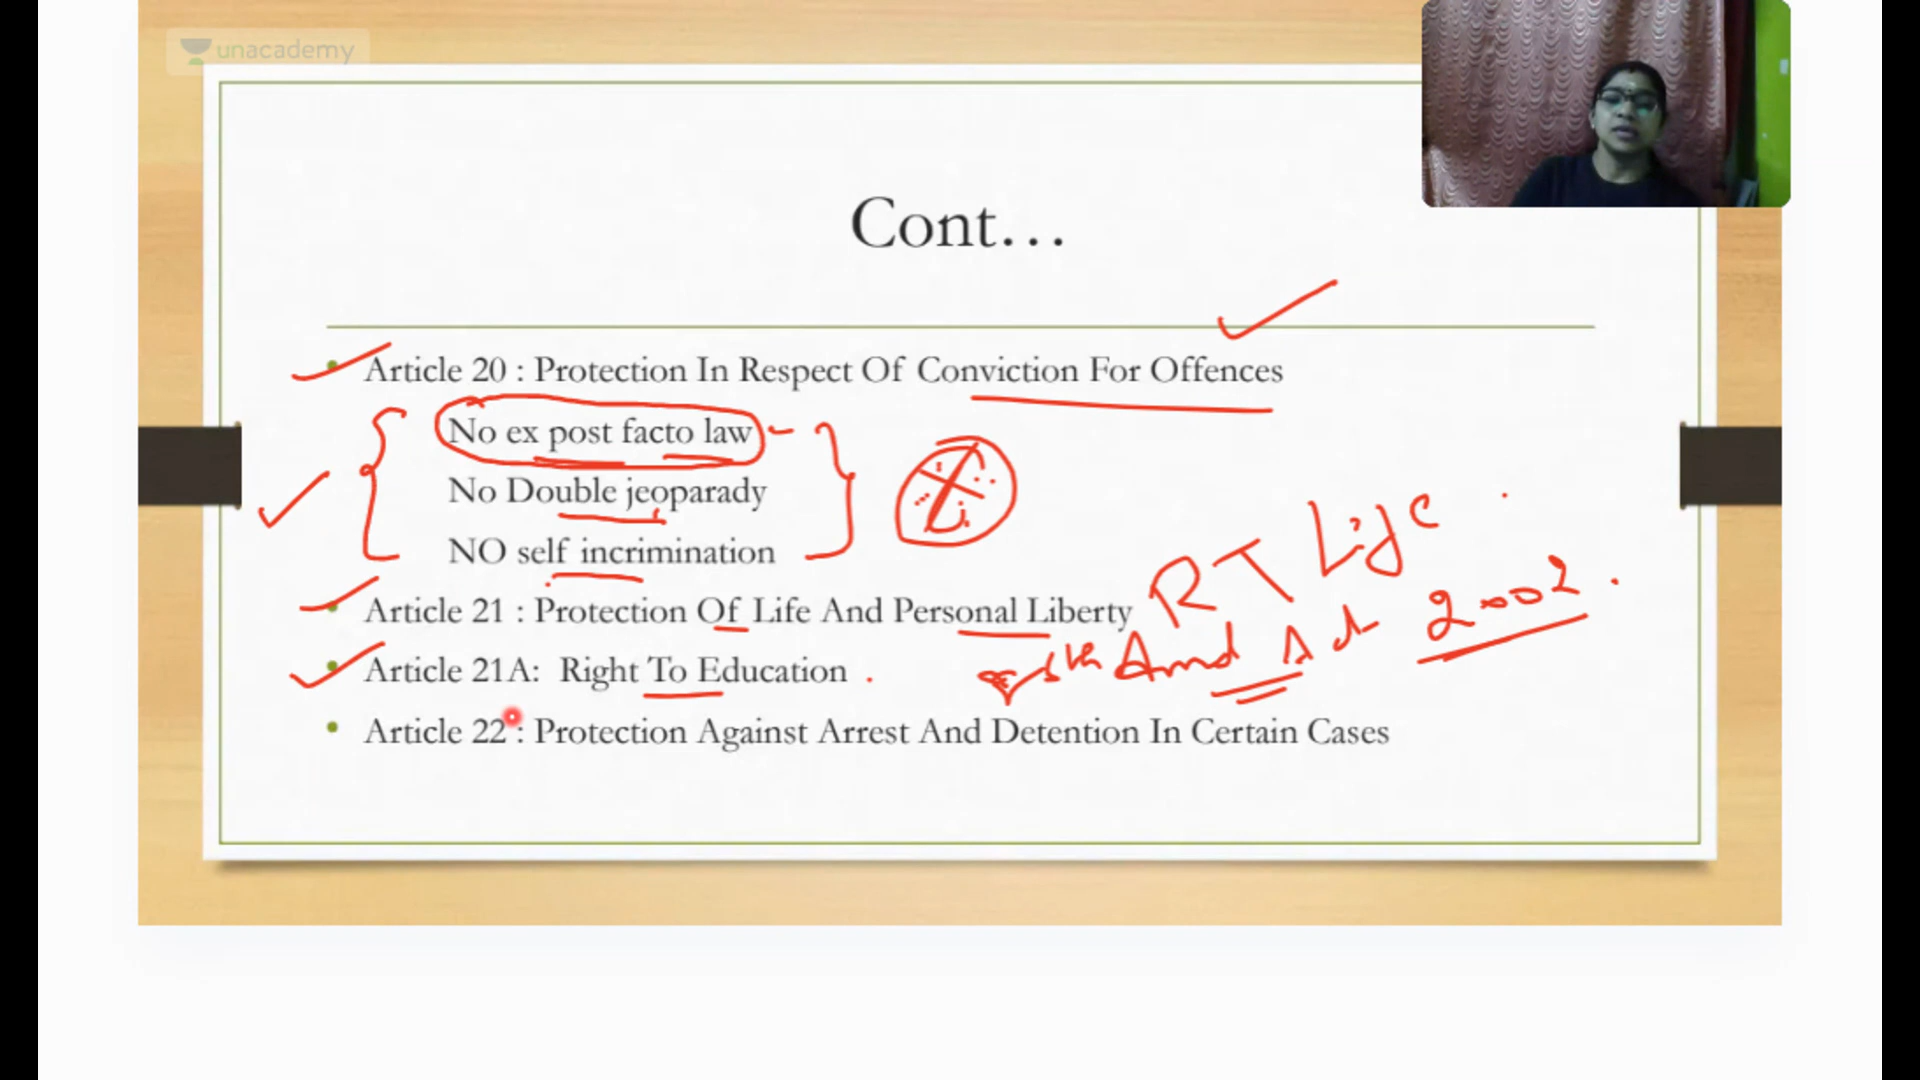 unacademy
Cont...
Article 20 : Protection In Respect Of Conviction For Offences
No ex post facto law
No Double jeoparady
NO self incrimination
RT Life
Article 21 : Protection Of Life And Personal Liberty
Amd Act 2002.
Article 21A: Right To Education
Article 22 : Protection Against Arrest And Detention In Certain Cases